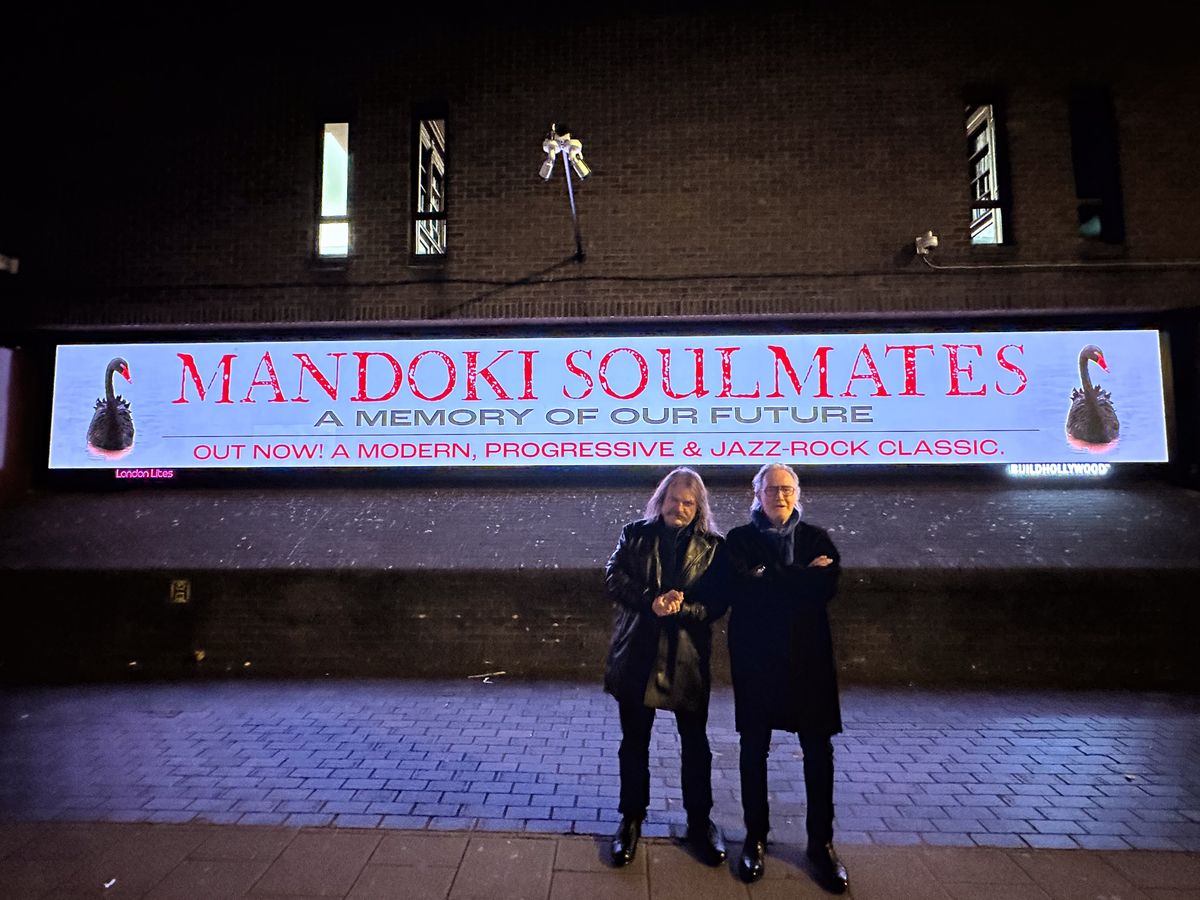 MANDOKI SOULMATES
A MEMORY OF OUR FUTURE
OUT NOW! A MODERN, PROGRESSIVE & JAZZ-ROCK CLASSIC.
London Lites
BUILDHOLLYWOOD